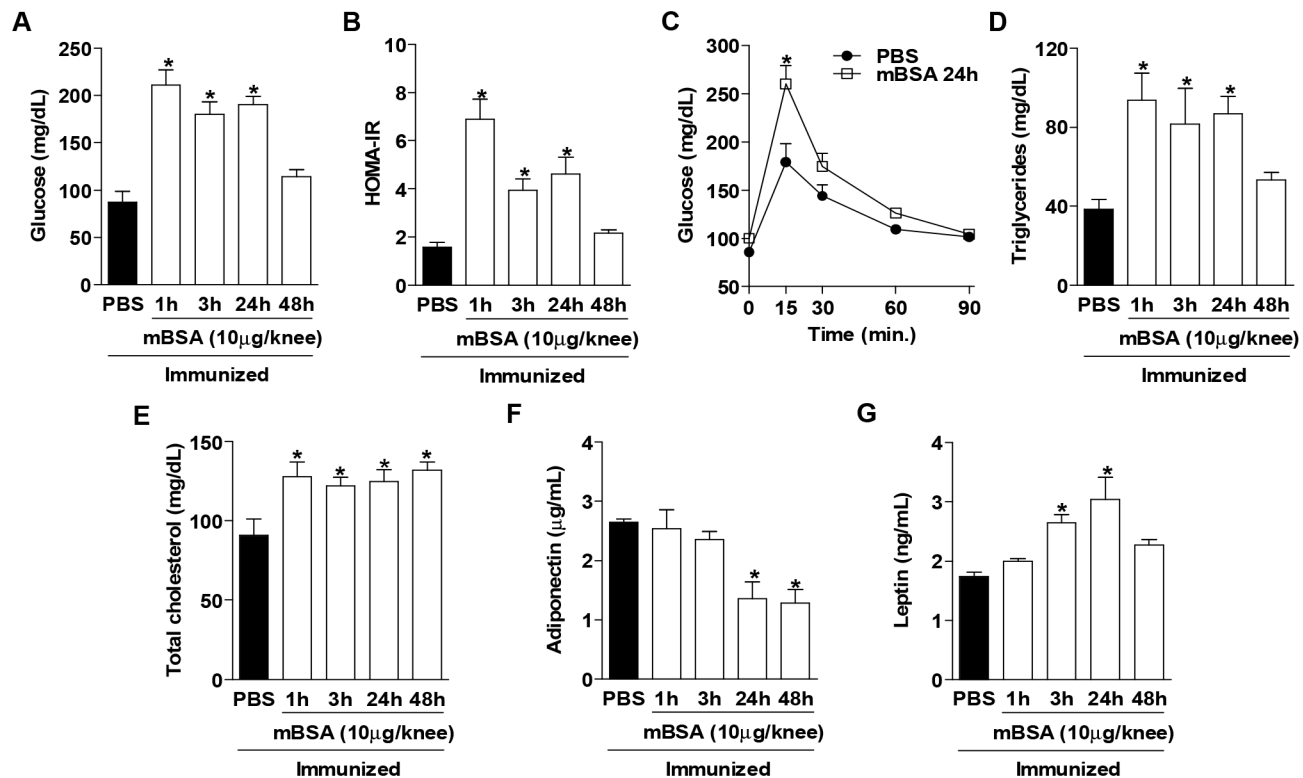 A
Glucose (mg/dL)
250
200
150
100
50
0
*
*
*
PBS 1h 3h 24h 48h
mBSA (10μg/knee)
Immunized
B
HOMA-IR
10
8
6
4
2
0
*
*
*
PBS 1h 3h 24h 48h
mBSA (10μg/knee)
Immunized
C
Glucose (mg/dL)
300
250
200
150
100
50
*
PBS
mBSA 24h
0 15 30 60 90
Time (min.)
D
Triglycerides (mg/dL)
120
80
40
0
*
*
*
PBS 1h 3h 24h 48h
mBSA (10μg/knee)
Immunized
E
Total cholesterol (mg/dL)
150
100
50
0
*
*
*
*
PBS 1h 3h 24h 48h
mBSA (10μg/knee)
Immunized
F
Adiponectin (μg/mL)
4
3
2
1
0
*
*
PBS 1h 3h 24h 48h
mBSA (10μg/knee)
Immunized
G
Leptin (ng/mL)
4
3
2
1
0
*
*
PBS 1h 3h 24h 48h
mBSA (10μg/knee)
Immunized